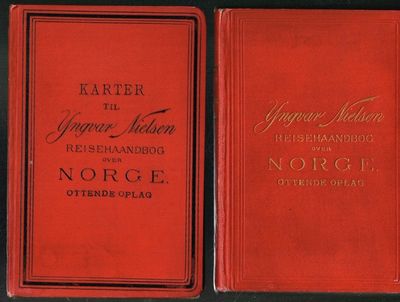 KARTER
TIL
Yngvar Nielsen
REISEHAANDBOG
OVER
NORGE.
OTTENDE OPLAG
Yngvar Nielsen
REISEHAANDBOG
OVER
NORGE.
OTTENDE OPLAG